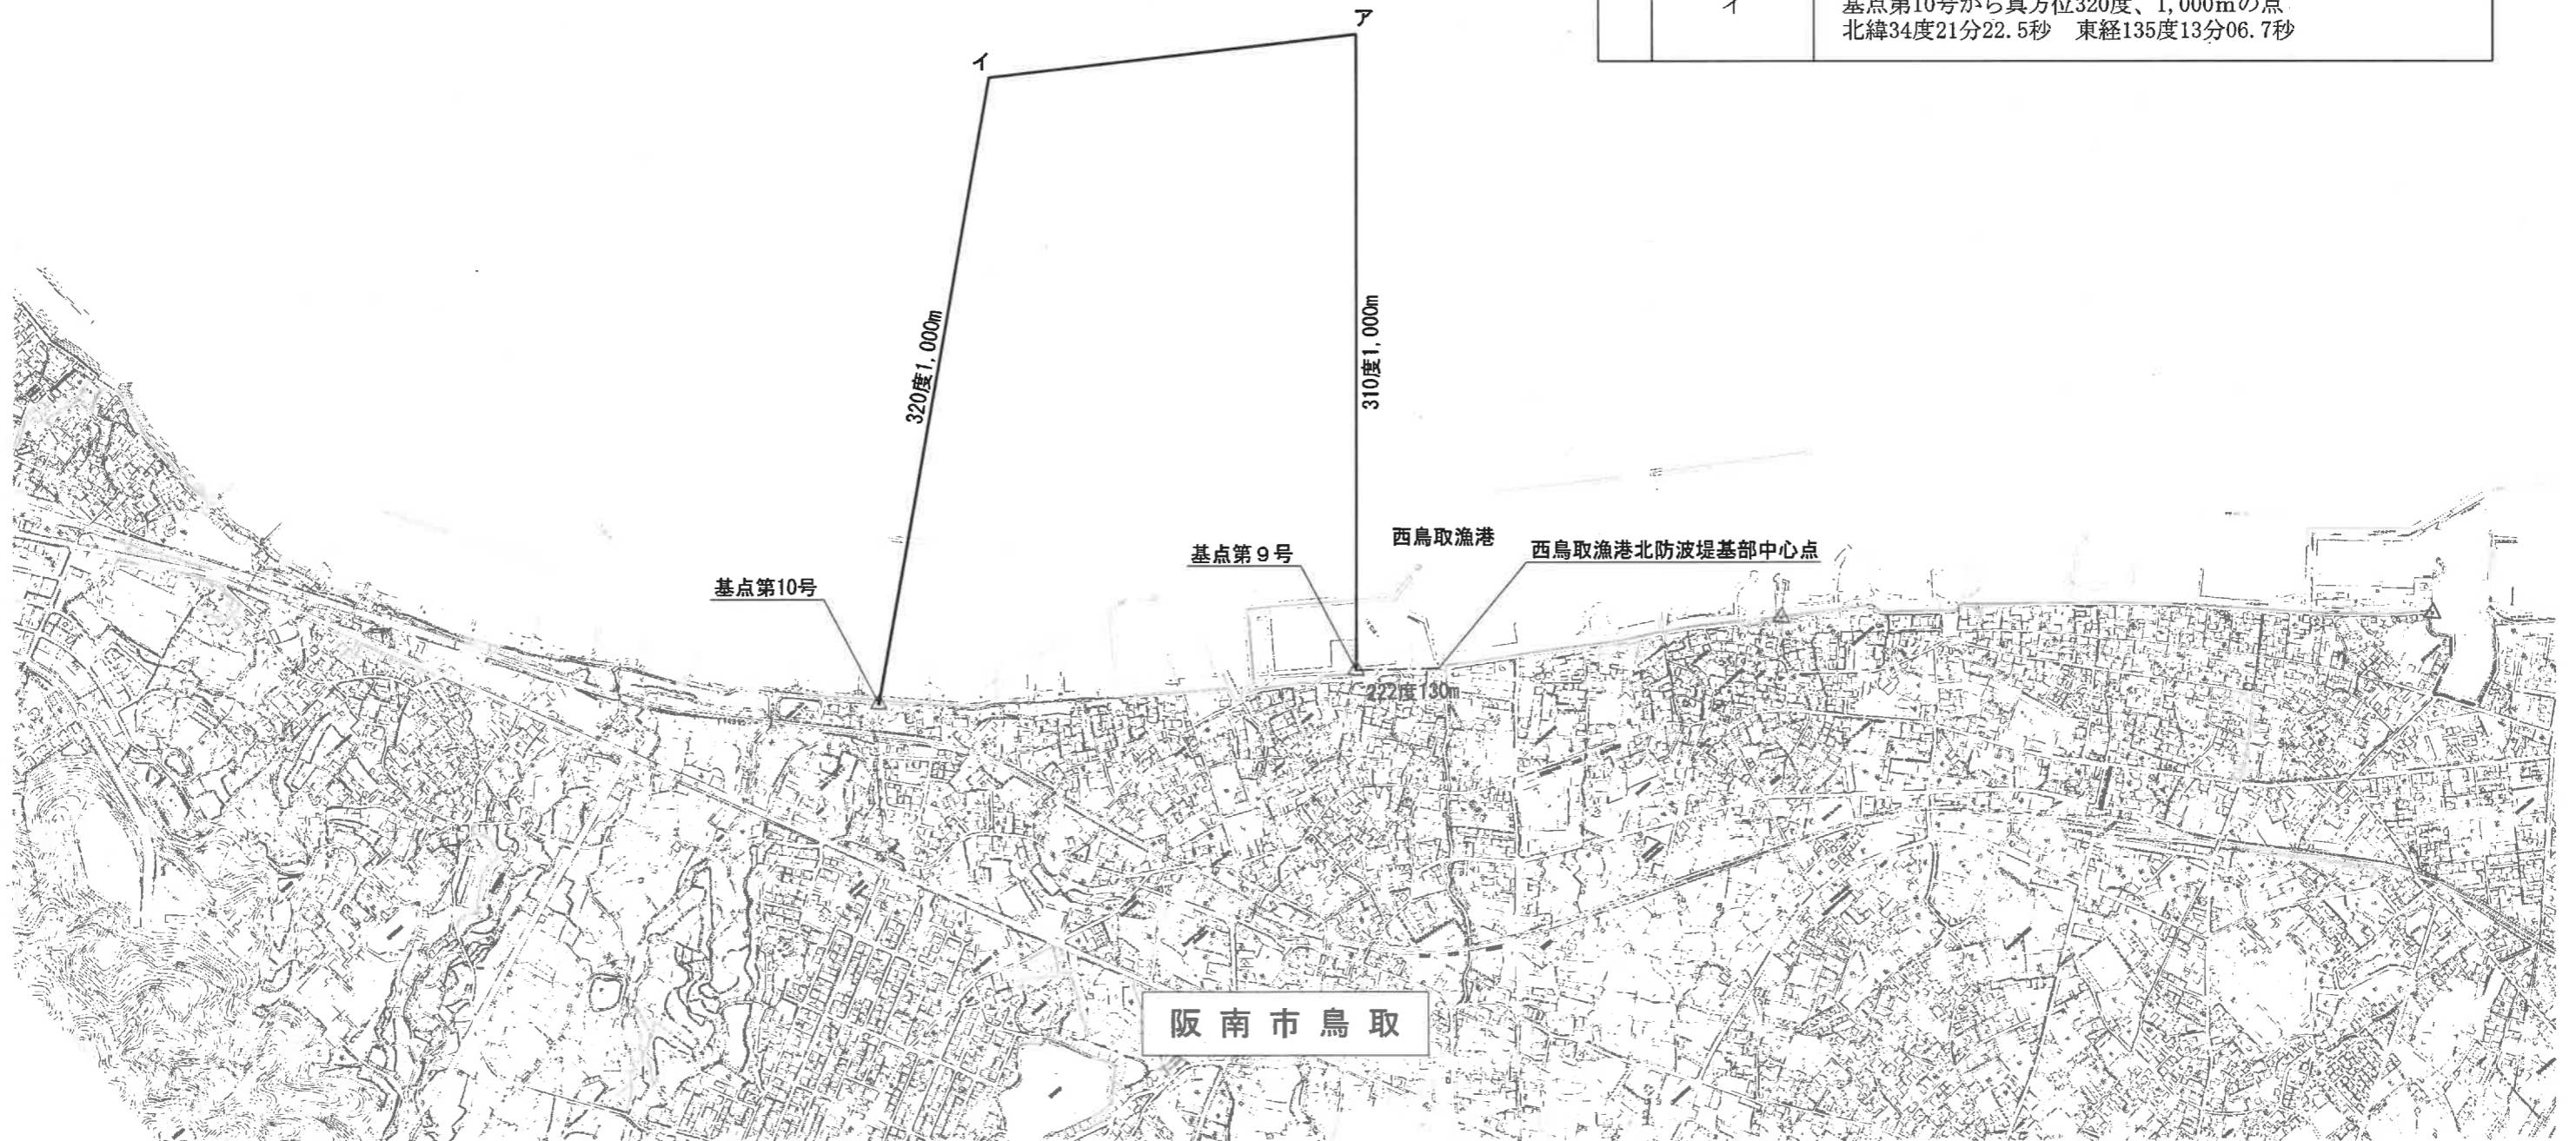 イ
基点第10号から真方位320度、1,000mの点
北緯34度21分22.5秒 東経135度13分06.7秒
ア
イ
320度1,000m
310度1,000m
西鳥取漁港
基点第9号
西鳥取漁港北防波堤基部中心点
基点第10号
222度130m
阪南市鳥取